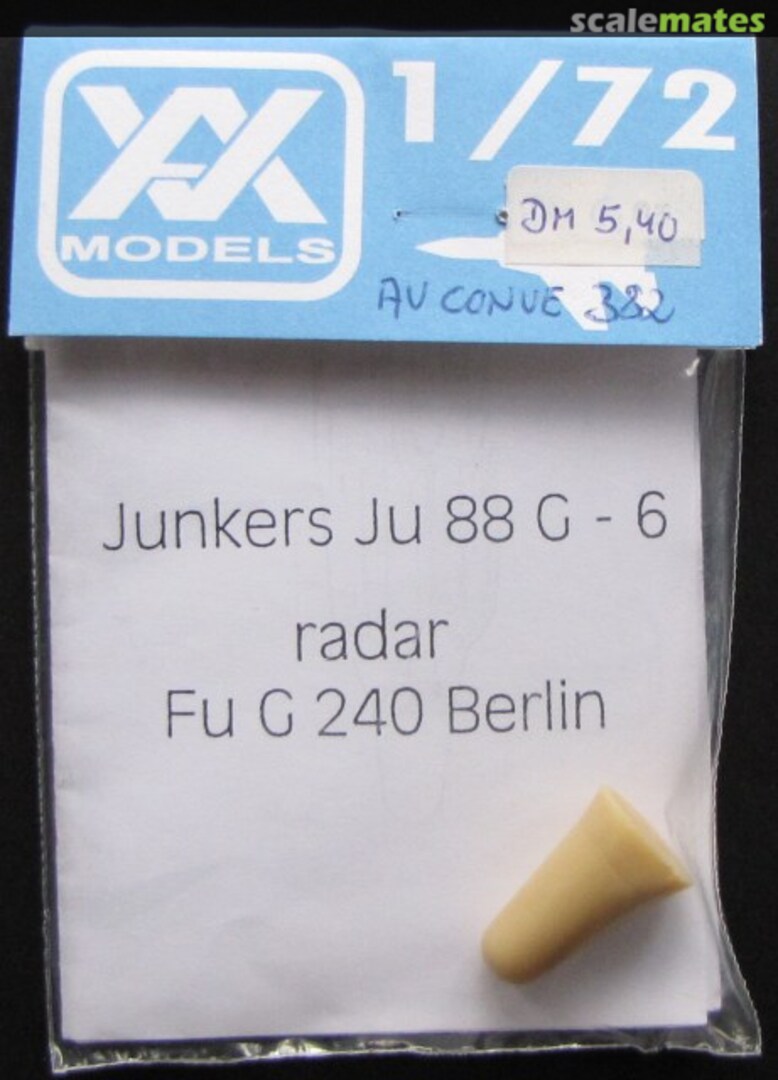 scalemates
1/72
MODELS
DM 5,40
AV CONVE 382
Junkers Ju 88 G - 6
radar
Fu G 240 Berlin